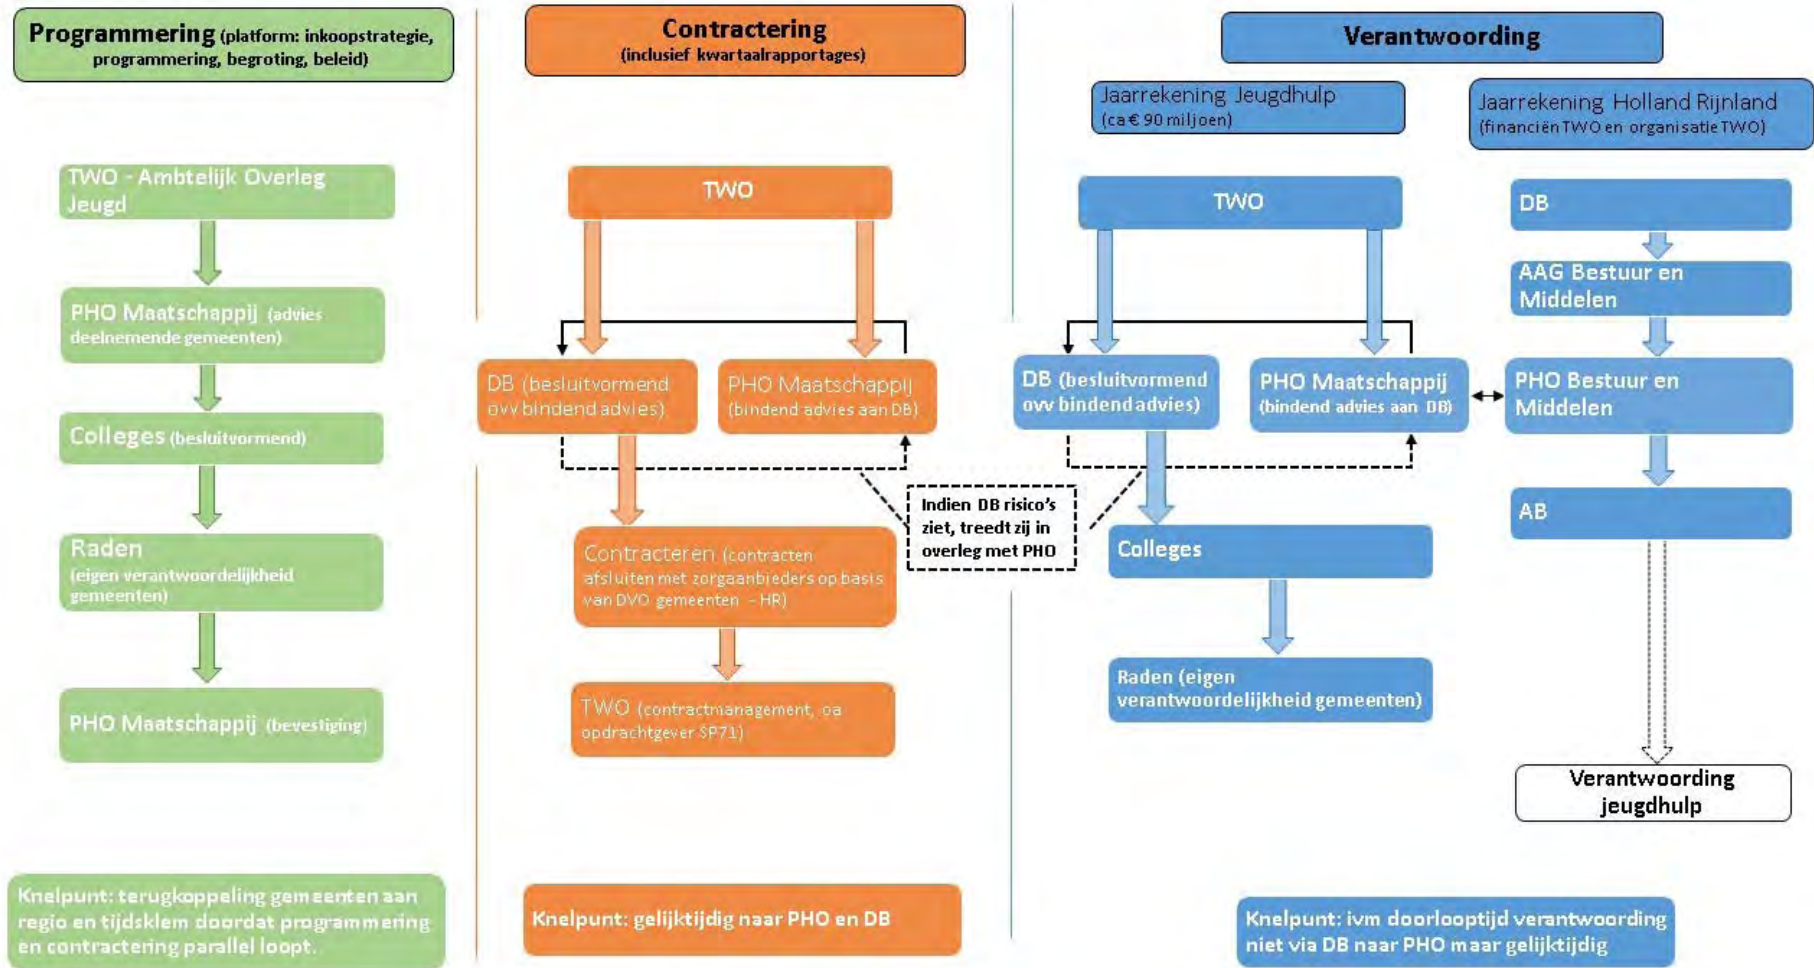 Programmering (platform: inkoopstrategie,
programmering, begroting, beleid)
TWO - Ambtelijk Overleg
Jeugd
PHO Maatschappij (advies
deelnemende gemeenten)
Colleges (besluitvormend)
Raden
(eigen verantwoordelijkheid
gemeenten)
PHO Maatschappij (bevestiging)
Knelpunt: terugkoppeling gemeenten aan
regio en tijdsklem doordat programmering
en contractering parallel loopt.
Contractering
(inclusief kwartaalrapportages)
TWO
DB (besluitvormend
ovv bindend advies)
PHO Maatschappij
(bindend advies aan DB)
Contracteren (contracten
afsluiten met zorgaanbieders op basis
van DVO gemeenten - HR)
TWO (contractmanagement, oa
opdrachtgever SP71)
Knelpunt: gelijktijdig naar PHO en DB
Indien DB risico's
ziet, treedt zij in
overleg met PHO
Verantwoording
Jaarrekening Jeugdhulp
(ca € 90 miljoen)
TWO
DB (besluitvormend
ovv bindend advies)
PHO Maatschappij
(bindend advies aan DB)
Colleges
Raden (eigen
verantwoordelijkheid gemeenten)
Jaarrekening Holland Rijnland
(financiën TWO en organisatie TWO)
DB
AAG Bestuur en
Middelen
PHO Bestuur en
Middelen
AB
Verantwoording
jeugdhulp
Knelpunt: ivm doorlooptijd verantwoording
niet via DB naar PHO maar gelijktijdig